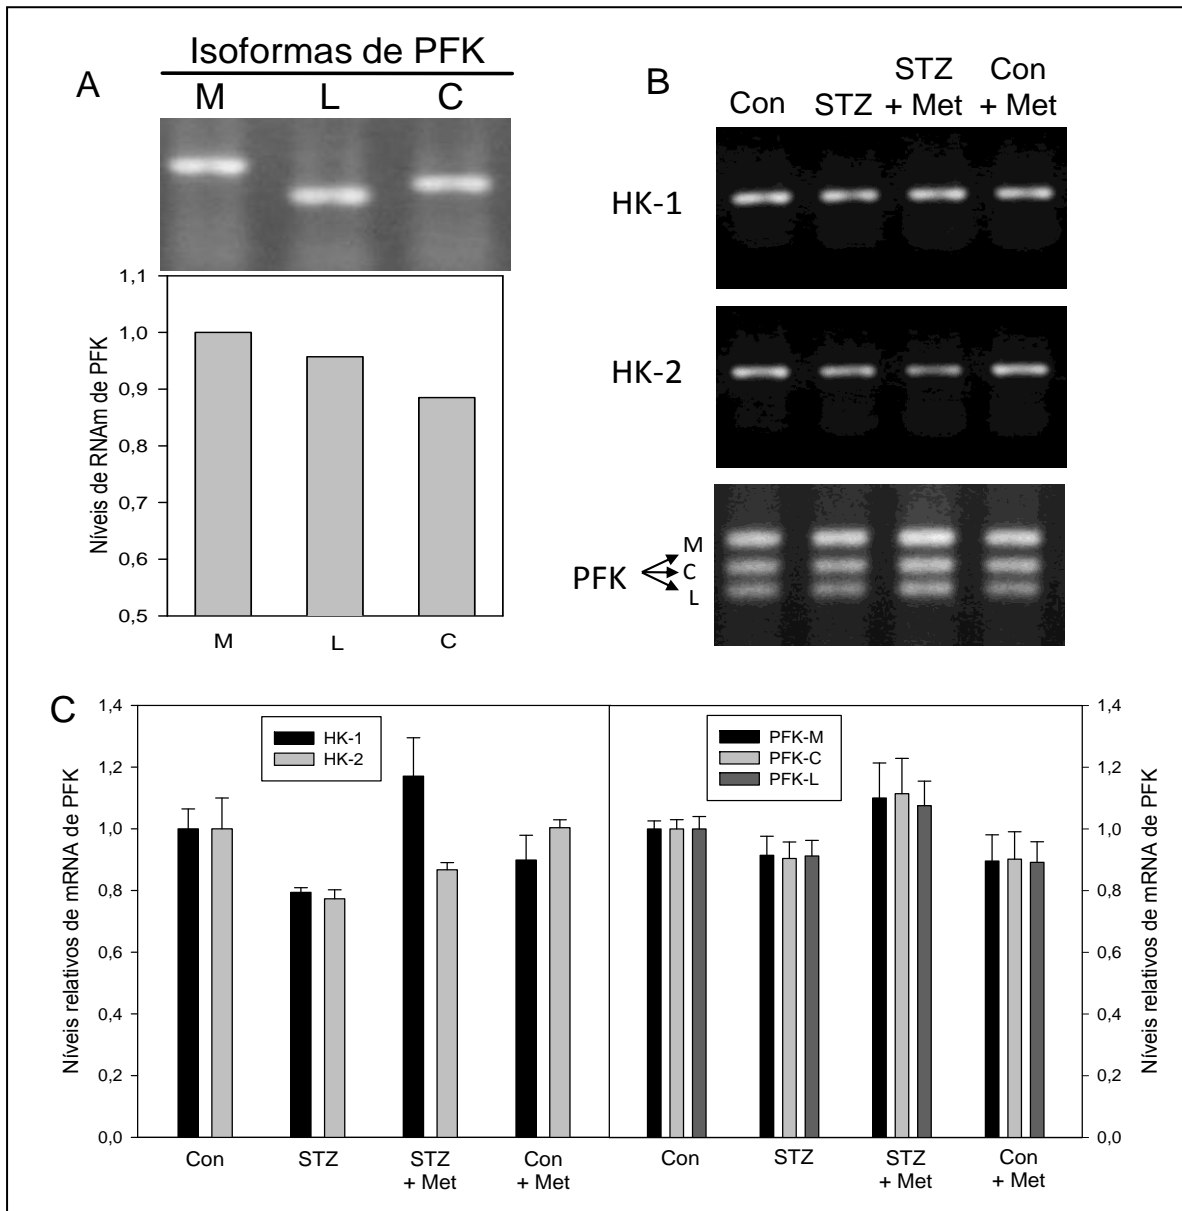 A
Isoformas de PFK
M L C
1,1
1,0
0,9
0,8
0,7
0,6
0,5
Níveis de RNAm de PFK
M L C
B
Con STZ STZ + Met Con + Met
HK-1
HK-2
PFK
M
C
L
C
1,4
1,2
1,0
0,8
0,6
0,4
0,2
0,0
Níveis relativos de mRNA de PFK
HK-1
HK-2
Con STZ STZ + Met Con + Met
PFK-M
PFK-C
PFK-L
Con STZ STZ + Met Con + Met
1,4
1,2
1,0
0,8
0,6
0,4
0,2
0,0
Níveis relativos de mRNA de PFK